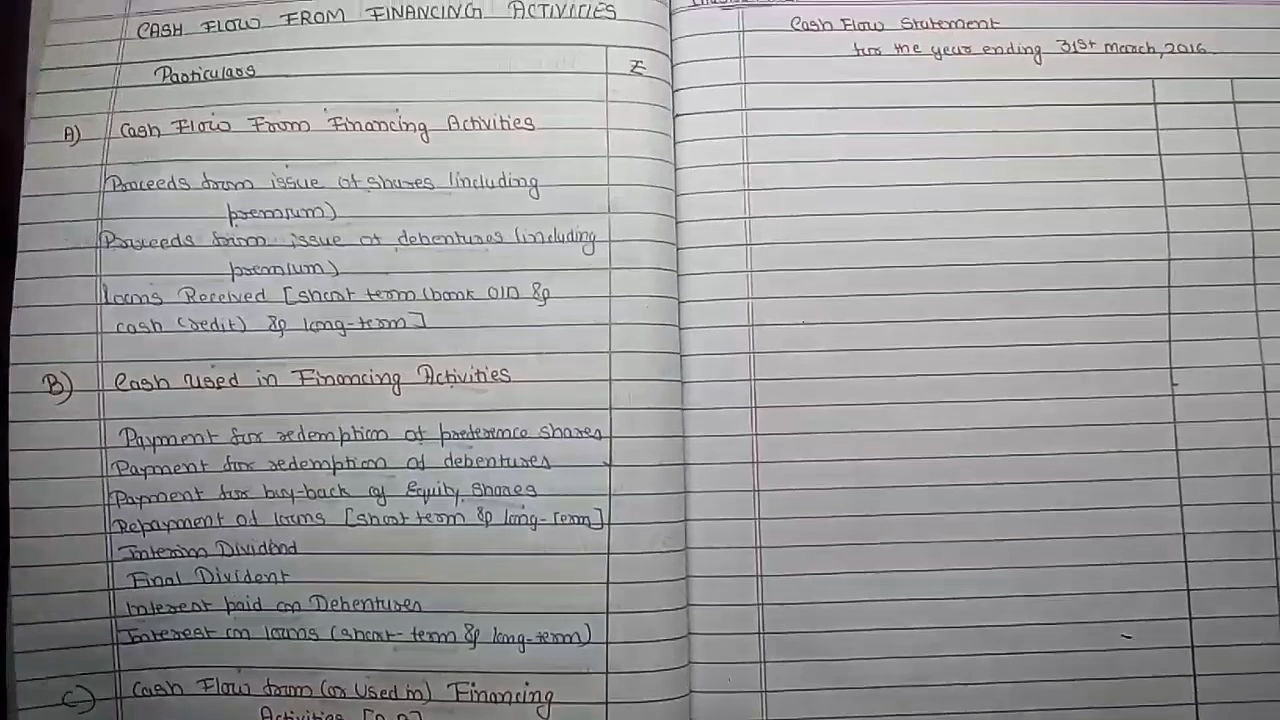 CASH FLOW FROM FINANCING ACTIVITIES
Particulars ₹
A) Cash Flow From Financing Activities
Proceeds from issue of shares (including
premium)
Proceeds from issue of debentures (including
premium)
loans Received [short term (bank O/D &
cash credit) & long-term]
B) Cash used in Financing Activities
Payment for redemption of preference shares
Payment for redemption of debentures
Payment for buy-back of Equity shares
Repayment of loans [short term & long-term]
Interim Dividend
Final Divident
Interest paid on Debentures
Interest on loans (short-term & long-term)
C) Cash Flow form (or Used in) Financing
Activities
Cash Flow Statement
for the year ending 31st March, 2016